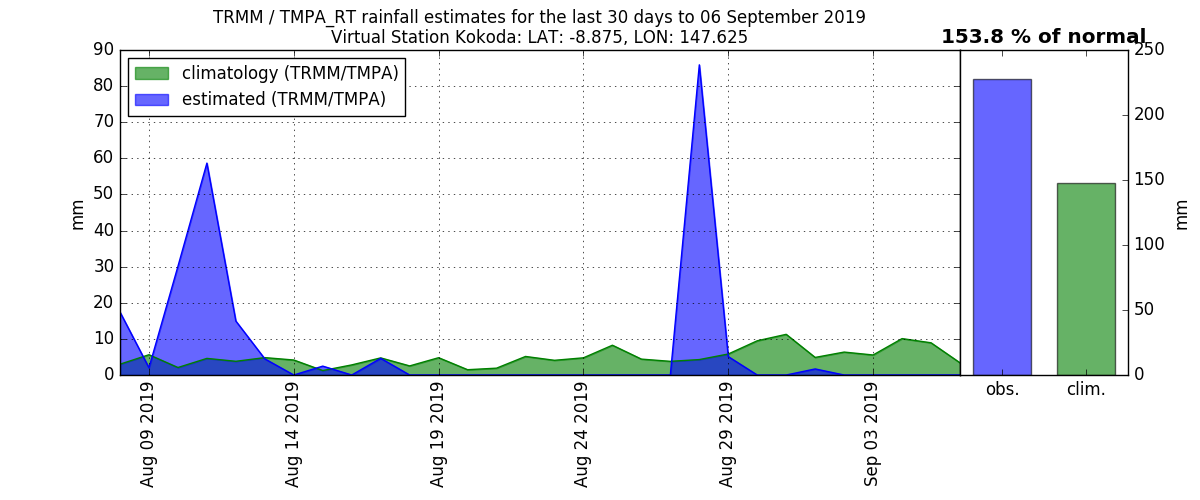 TRMM / TMPA_RT rainfall estimates for the last 30 days to 06 September 2019
Virtual Station Kokoda: LAT: -8.875, LON: 147.625
153.8 % of normal
climatology (TRMM/TMPA)
estimated (TRMM/TMPA)
90
80
70
60
50
40
30
20
10
0
mm
Aug 09 2019
Aug 14 2019
Aug 19 2019
Aug 24 2019
Aug 29 2019
Sep 03 2019
obs.
clim.
250
200
150
100
50
0
mm